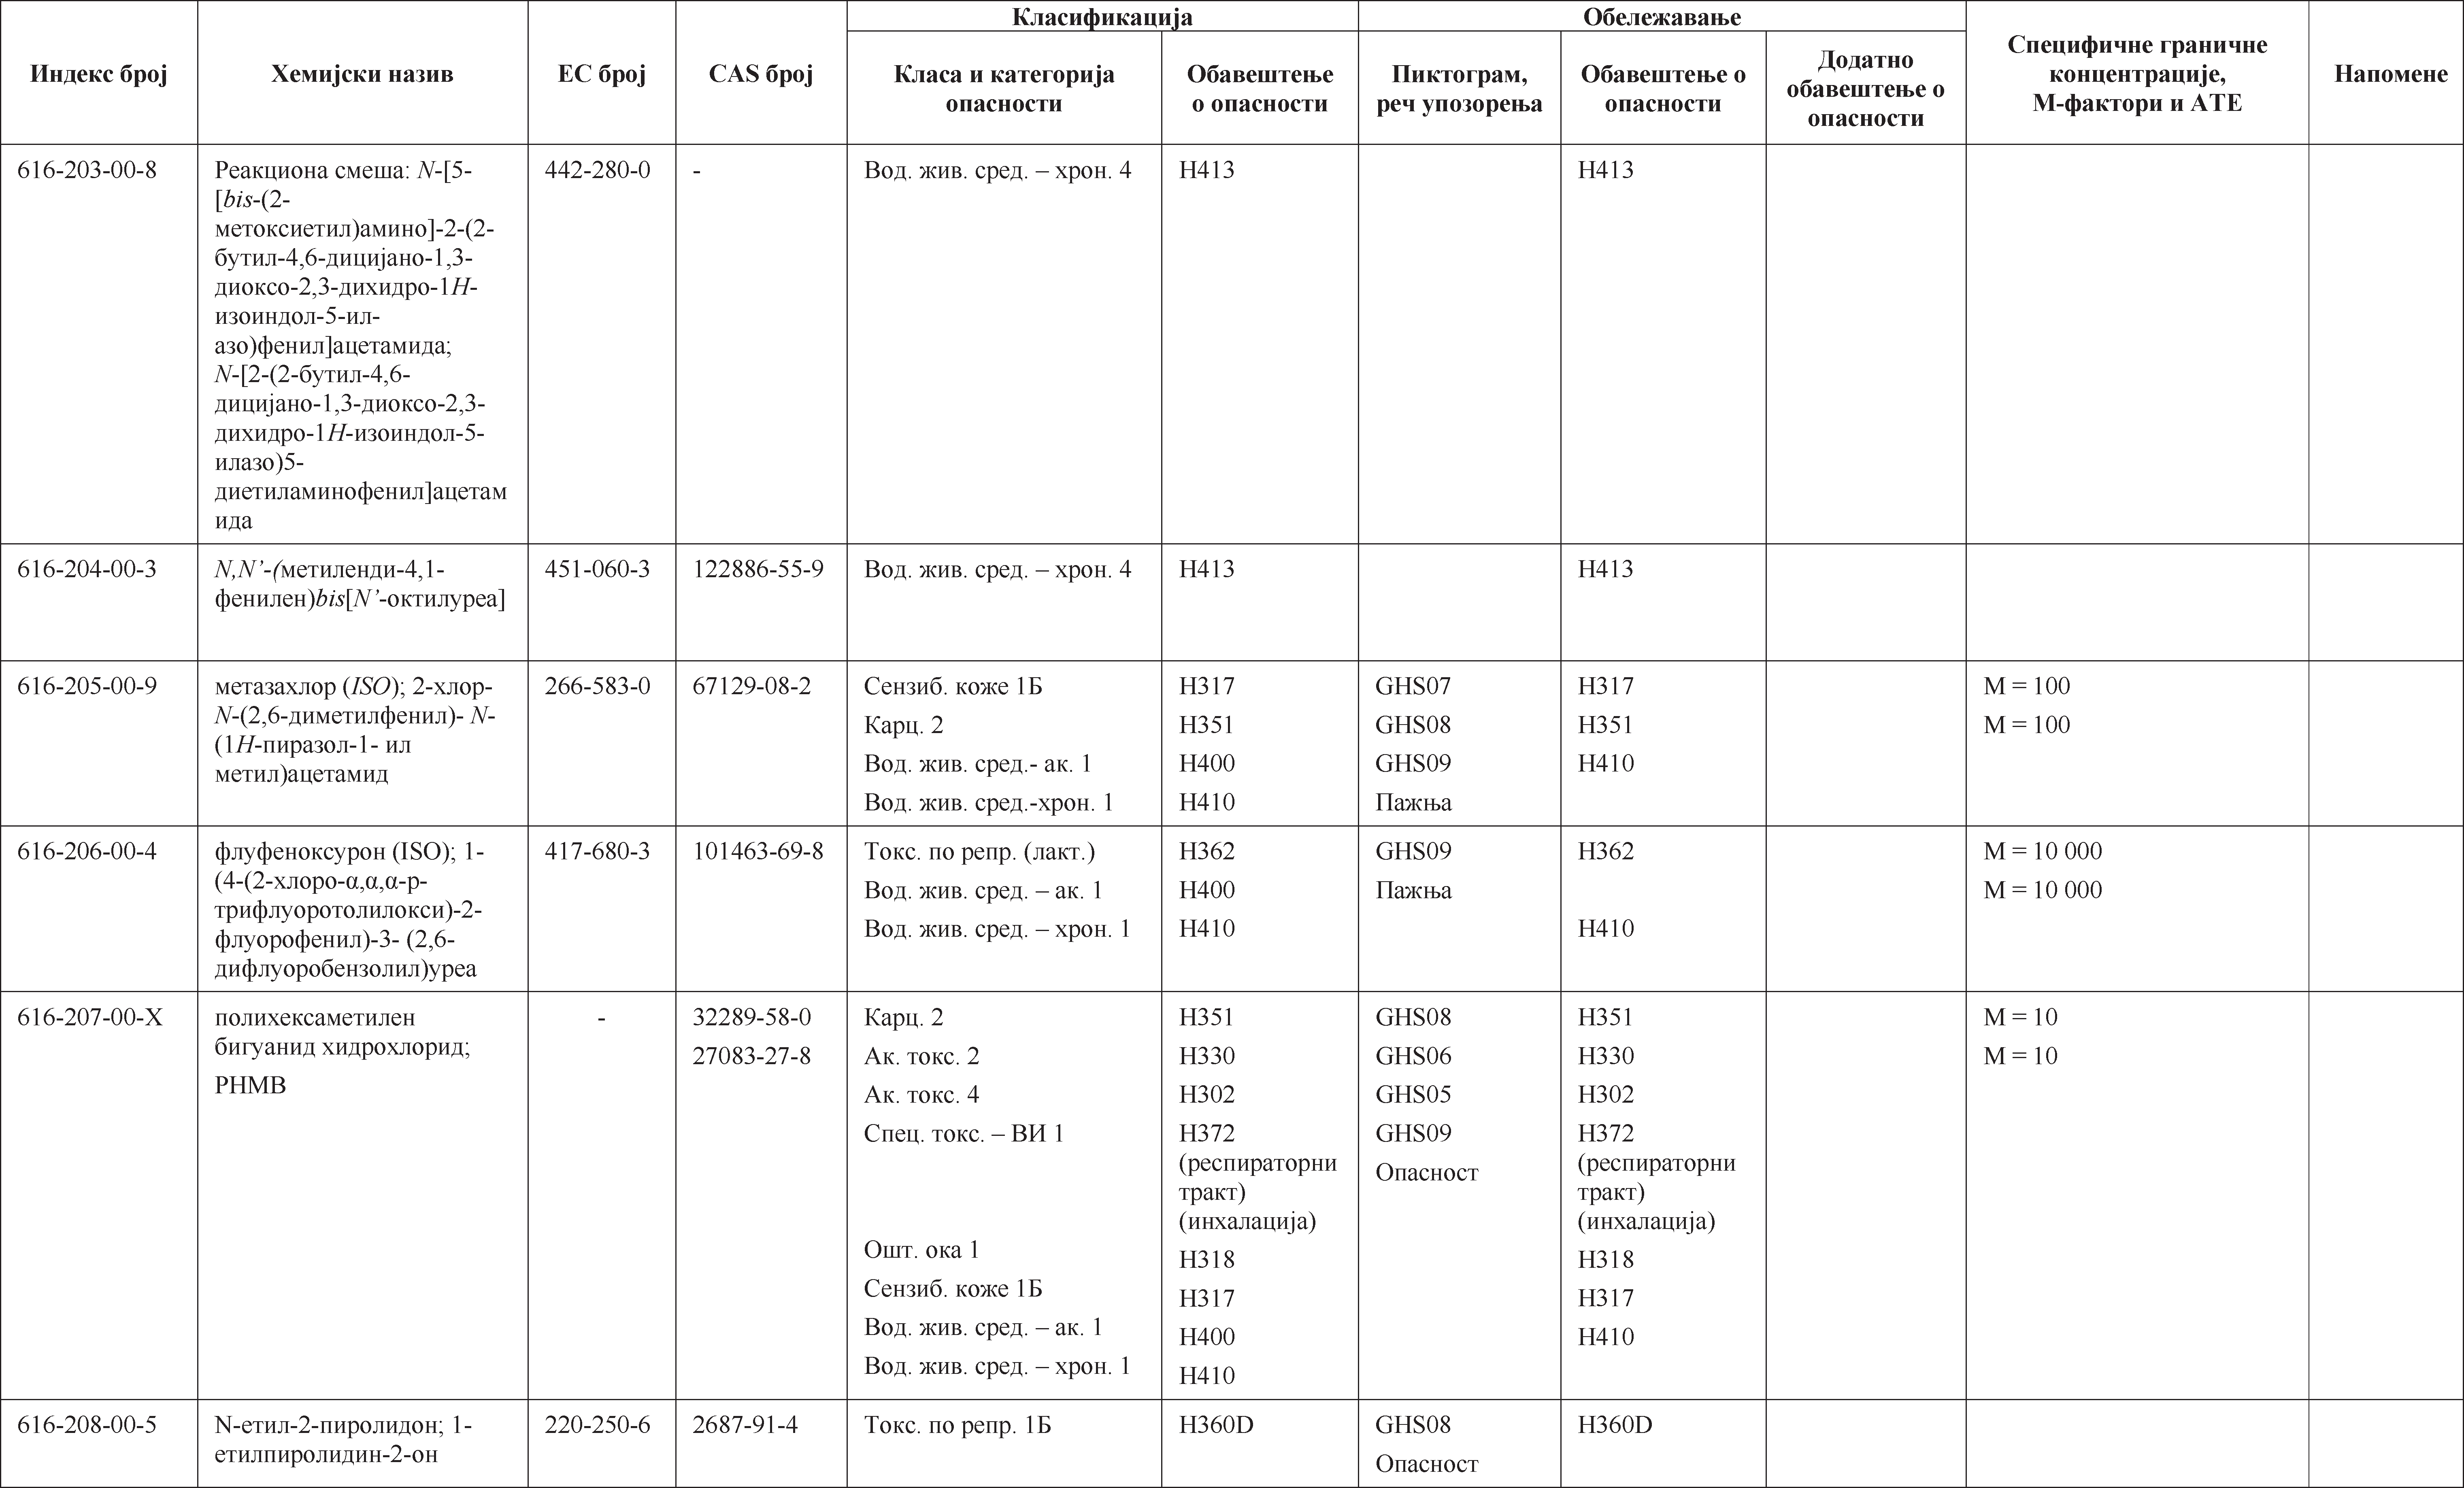 Индекс број
Хемијски назив
ЕС број
CAS број
Класификација
Класа и категорија
опасности
Обавештење
о опасности
Обележавање
Пиктограм,
реч упозорења
Обавештење о
опасности
Додатно
обавештење о
опасности
Специфичне граничне
концентрације,
М-фактори и АТЕ
Напомене
616-203-00-8
Реакциона смеша: N-[5-
[bis-(2-
метоксиетил)амино]-2-(2-
бутил-4,6-дицијано-1,3-
диоксо-2,3-дихидро-1H-
изоиндол-5-ил-
азо)фенил]ацетамида;
N-[2-(2-бутил-4,6-
дицијано-1,3-диоксо-2,3-
дихидро-1H-изоиндол-5-
илазо)5-
диетиламинофенил]ацетам
ида
442-280-0
-
Вод. жив. сред. – хрон. 4
H413
H413
616-204-00-3
N,N’-(метиленди-4,1-
фенилен)bis[N’-октилуреа]
451-060-3
122886-55-9
Вод. жив. сред. – хрон. 4
H413
H413
616-205-00-9
метазахлор (ISO); 2-хлор-
N-(2,6-диметилфенил)- N-
(1H-пиразол-1- ил
метил)ацетамид
266-583-0
67129-08-2
Сензиб. коже 1Б
Карц. 2
Вод. жив. сред.- ак. 1
Вод. жив. сред.-хрон. 1
H317
H351
H400
H410
GHS07
GHS08
GHS09
Пажња
H317
H351
H410
M = 100
M = 100
616-206-00-4
флуфеноксурон (ISO); 1-
(4-(2-хлоро-α,α,α-p-
трифлуоротолилокси)-2-
флуорофенил)-3- (2,6-
дифлуоробензолил)уреа
417-680-3
101463-69-8
Токс. по репр. (лакт.)
Вод. жив. сред. – ак. 1
Вод. жив. сред. – хрон. 1
H362
H400
H410
GHS09
Пажња
H362
H410
M = 10 000
M = 10 000
616-207-00-X
полихексаметилен
бигуанид хидрохлорид;
PHMB
-
32289-58-0
27083-27-8
Карц. 2
Ак. токс. 2
Ак. токс. 4
Спец. токс. – ВИ 1
Ошт. ока 1
Сензиб. коже 1Б
Вод. жив. сред. – ак. 1
Вод. жив. сред. – хрон. 1
H351
H330
H302
H372
(респираторни
тракт)
(инхалација)
H318
H317
H400
H410
GHS08
GHS06
GHS05
GHS09
Опасност
H351
H330
H302
H372
(респираторни
тракт)
(инхалација)
H318
H317
H410
M = 10
M = 10
616-208-00-5
N-етил-2-пиролидон; 1-
етилпиролидин-2-он
220-250-6
2687-91-4
Токс. по репр. 1Б
H360D
GHS08
Опасност
H360D